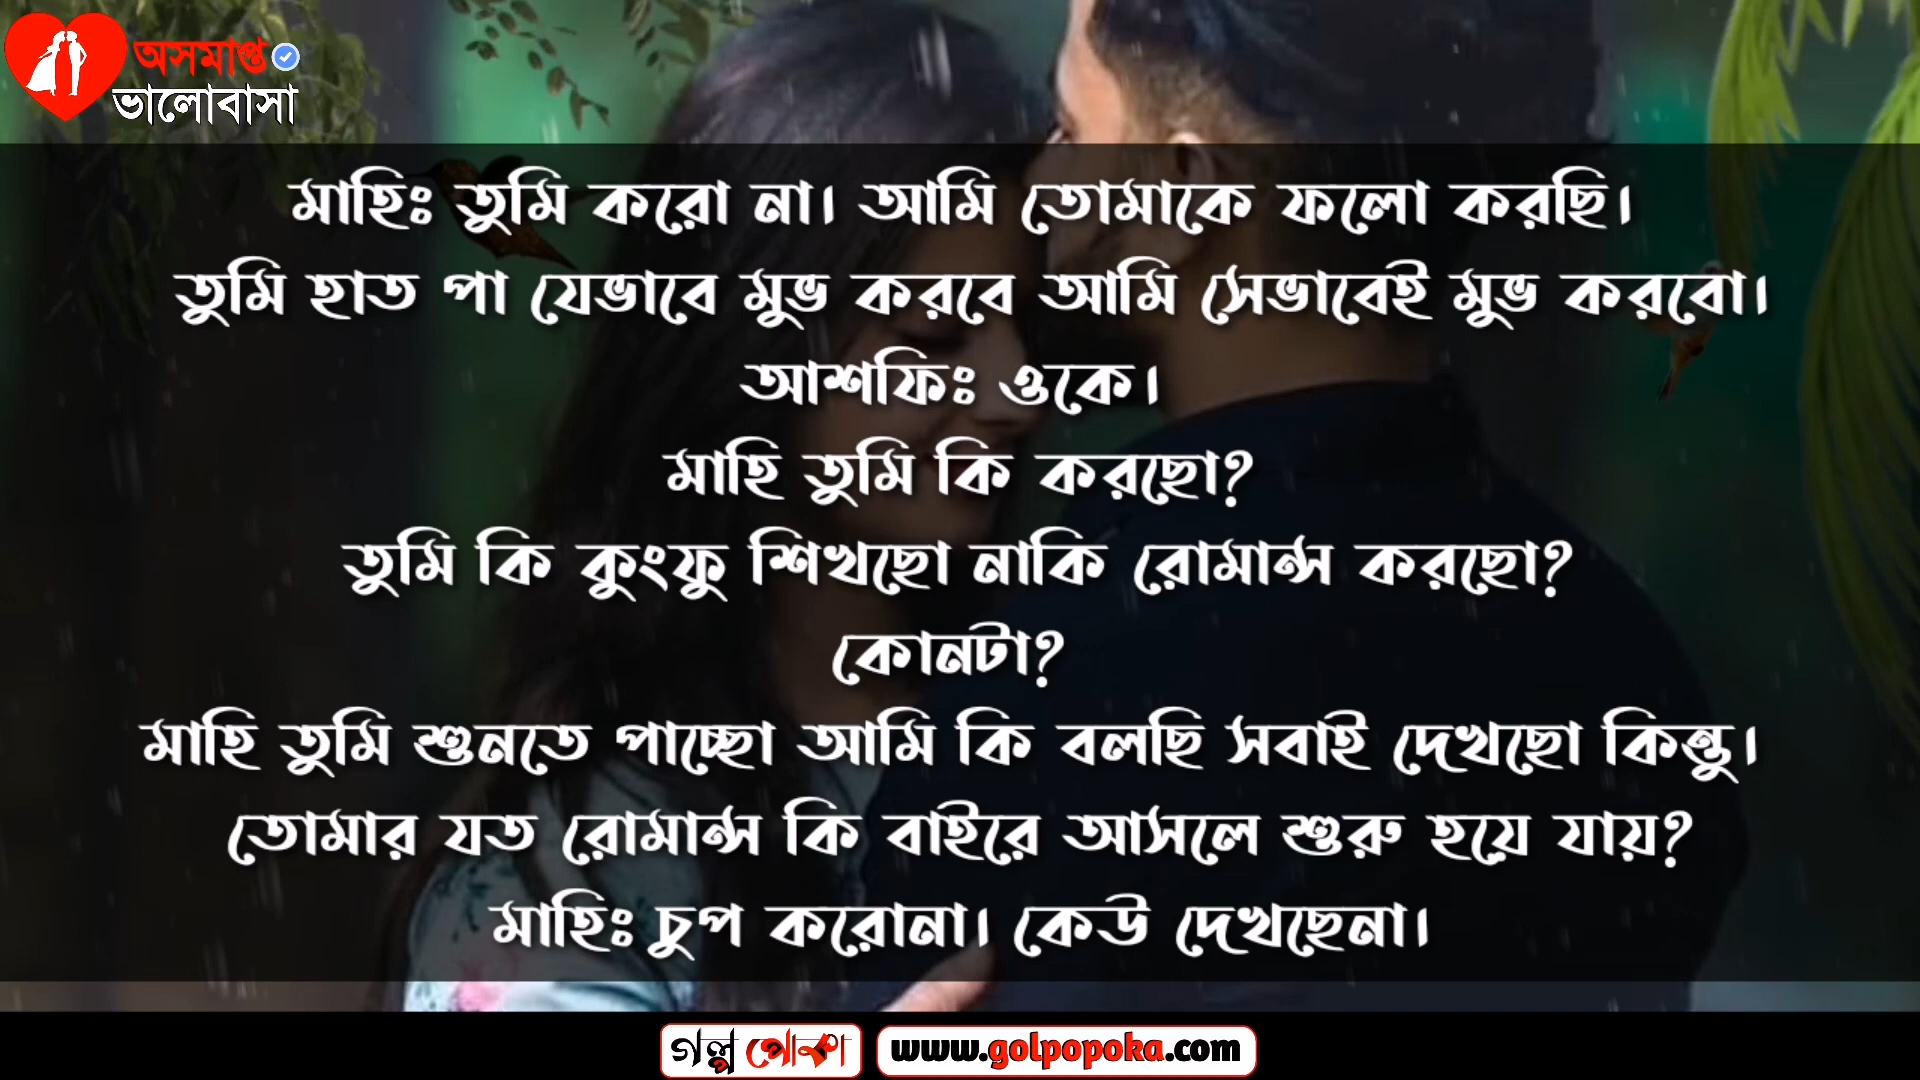 অসমাপ্ত
ভালোবাসা
মাহিঃ তুমি করো না। আমি তোমাকে ফলো করছি।
তুমি হাত পা যেভাবে মুভ করবে আমি সেভাবেই মুভ করবো।
আশফিঃ ওকে।
মাহি তুমি কি করছো?
তুমি কি কুংফু শিখছো নাকি রোমান্স করছো?
কোনটা?
মাহি তুমি শুনতে পাচ্ছো আমি কি বলছি সবাই দেখছো কিন্তু।
তোমার যত রোমান্স কি বাইরে আসলে শুরু হয়ে যায়?
মাহিঃ চুপ করোনা। কেউ দেখছেনা।
গল্প পোকা www.golpopoka.com